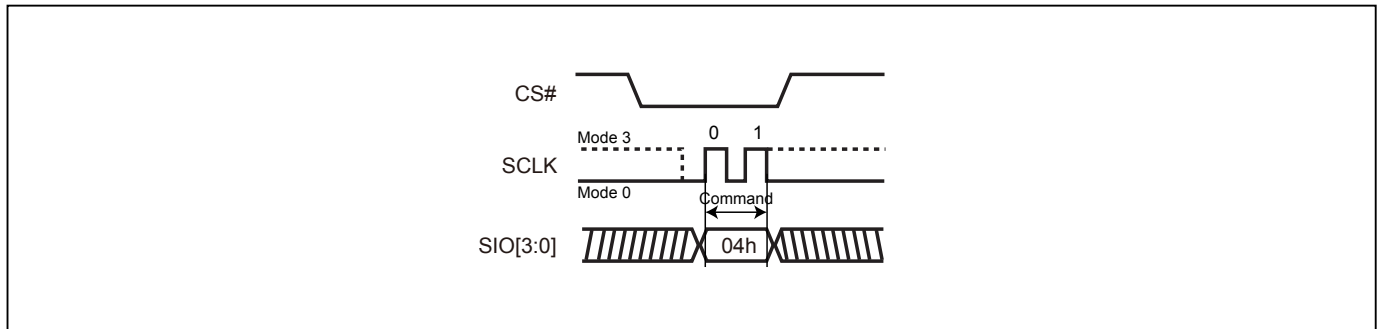 CS#
Mode 3
0 1
SCLK
Mode 0
Command
SIO[3:0]
04h